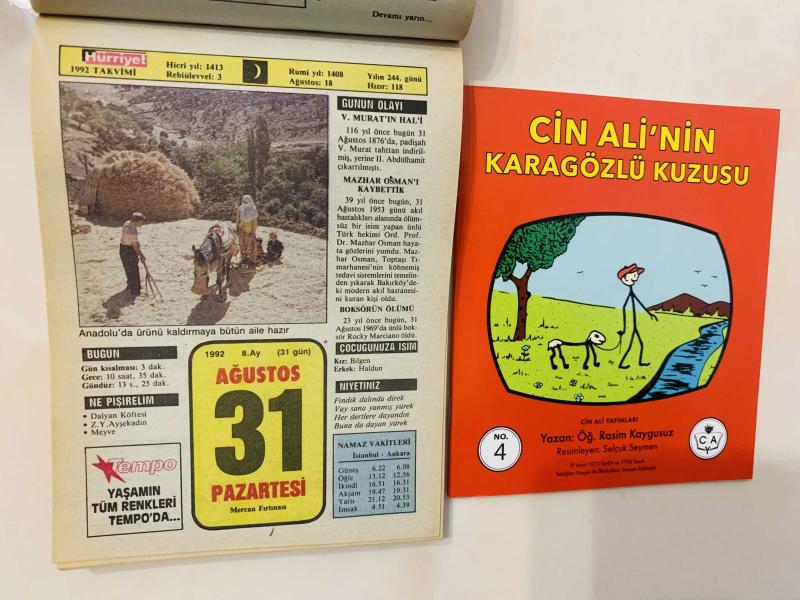 Devamı yarın...
Hürriyet
1992 TAKVİMİ
Hicri yıl: 1413
Rebiülevvel: 3
Rumi yıl: 1408
Ağustos: 18
Yılın 244. günü
Hızır: 118
Anadolu'da ürünü kaldırmaya bütün aile hazır
GÜNÜN OLAYI
V. MURAT'IN HAL'İ
116 yıl önce bugün 31
Ağustos 1876'da, padişah
V. Murat tahttan indiril-
miş, yerine II. Abdülhamit
çıkartılmıştı.
MAZHAR OSMAN'I
KAYBETTİK
39 yıl önce bugün, 31
Ağustos 1953 günü akıl
hastalıkları alanında ölüm-
süz bir isim yapan ünlü
Türk hekimi Ord. Prof.
Dr. Mazhar Osman haya-
ta gözlerini yumdu. Maz-
har Osman, Toptaşı Tı-
marhanesi'nin köhnemiş
tedavi sistemlerini temelin-
den yıkarak Bakırköy'de-
ki modern akıl hastanesi-
ni kuran kişi oldu.
BOKSÖRÜN ÖLÜMÜ
23 yıl önce bugün, 31
Ağustos 1969'da ünlü bok-
sör Rocky Marciano öldü.
ÇOCUĞUNUZA İSİM
Kız: Bilgen
Erkek: Haldun
NİYETİNİZ
Fındık dalında direk
Vay sana yanmış yürek
Her dertlere dayandın
Buna da dayan yürek
NAMAZ VAKİTLERİ
İstanbul - Ankara
Güneş 6.22 6.08
Öğle 13.12 12.56
İkindi 16.51 16.31
Akşam 19.47 19.31
Yatsı 21.12 20.53
İmsak 4.51 4.39
BUGÜN
Gün kısalması: 3 dak.
Gece: 10 saat, 35 dak.
Gündüz: 13 s., 25 dak.
NE PİŞİRELİM
• Dalyan Köftesi
• Z.Y.Ayşekadın
• Meyve
Tempo
YAŞAMIN
TÜM RENKLERİ
TEMPO'DA...
1992 8.Ay (31 gün)
AĞUSTOS
31
PAZARTESİ
Mercan Fırtınası
CİN ALİ'NİN
KARAGÖZLÜ KUZUSU
CİN ALİ YAYINLARI
Yazan: Öğ. Rasim Kaygusuz
Resimleyen: Selçuk Seymen
NO.
4
C A
Y